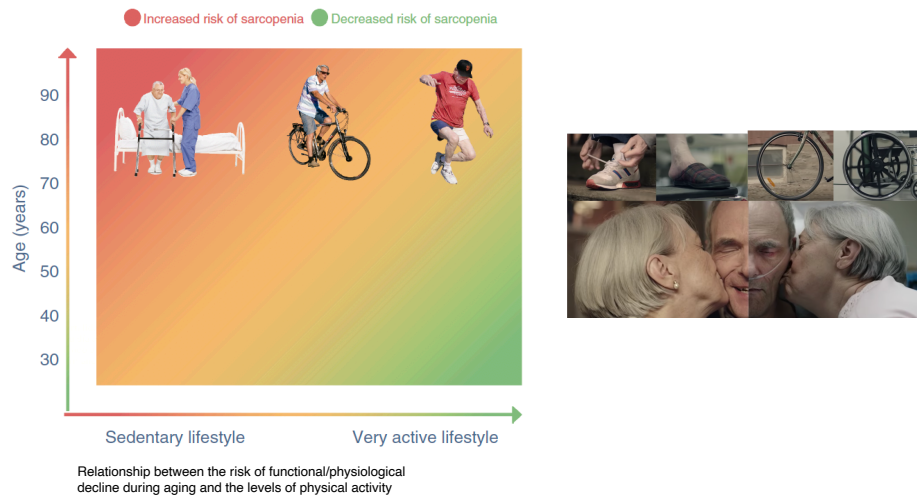 Increased risk of sarcopenia
Decreased risk of sarcopenia
90
80
70
60
50
40
30
Age (years)
Sedentary lifestyle
Very active lifestyle
Relationship between the risk of functional/physiological
decline during aging and the levels of physical activity